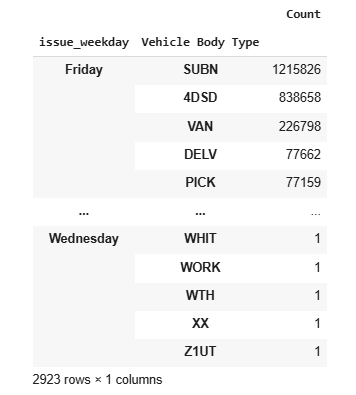 Count
issue_weekday Vehicle Body Type
Friday SUBN 1215826
4DSD 838658
VAN 226798
DELV 77662
PICK 77159
... ... ...
Wednesday WHIT 1
WORK 1
WTH 1
XX 1
Z1UT 1
2923 rows × 1 columns